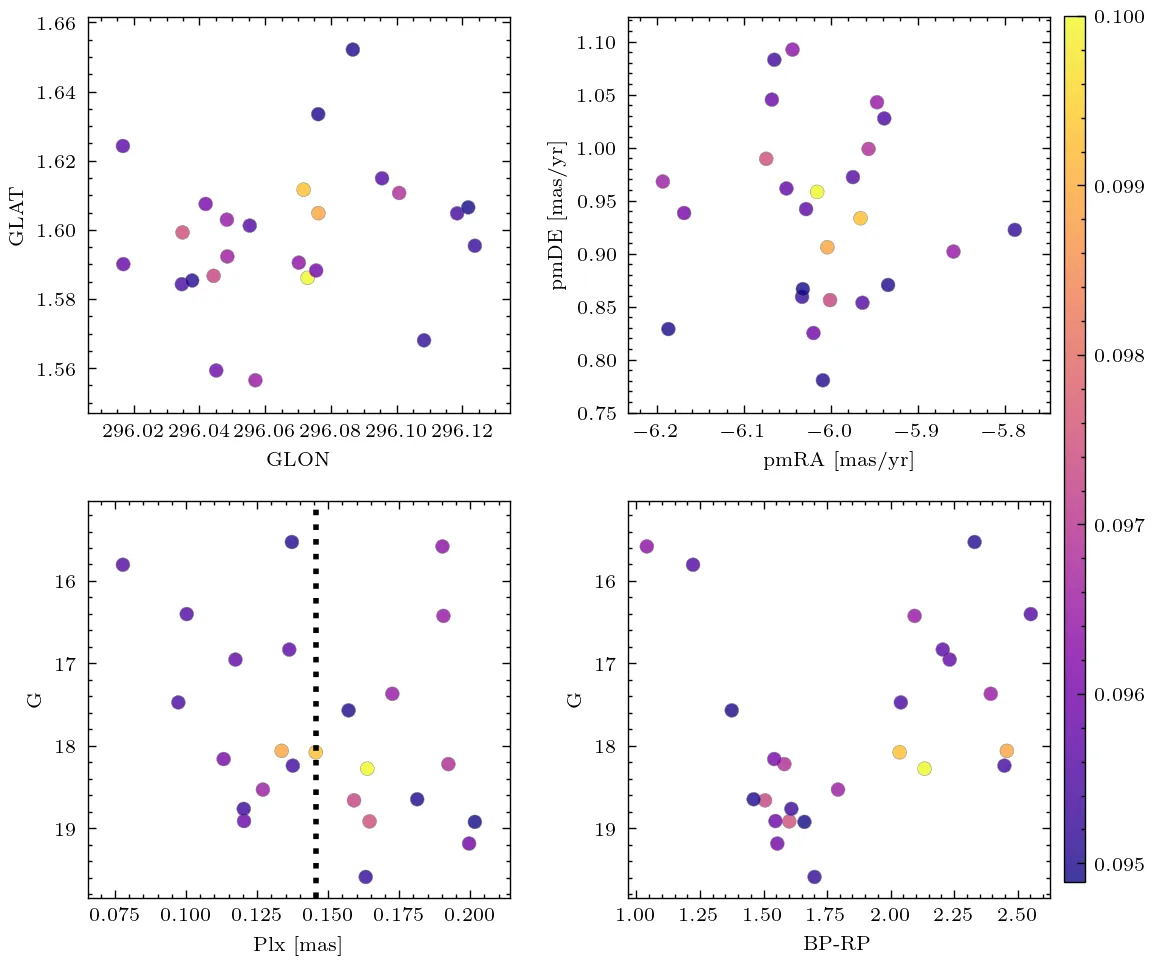 1.66
1.64
1.62
1.60
1.58
1.56
GLAT
296.02 296.04 296.06 296.08 296.10 296.12
GLON
1.10
1.05
1.00
0.95
0.90
0.85
0.80
0.75
pmDE [mas/yr]
−6.2 −6.1 −6.0 −5.9 −5.8
pmRA [mas/yr]
0.100
0.099
0.098
0.097
0.096
0.095
16
17
18
19
G
0.075 0.100 0.125 0.150 0.175 0.200
Plx [mas]
16
17
18
19
G
1.00 1.25 1.50 1.75 2.00 2.25 2.50
BP-RP